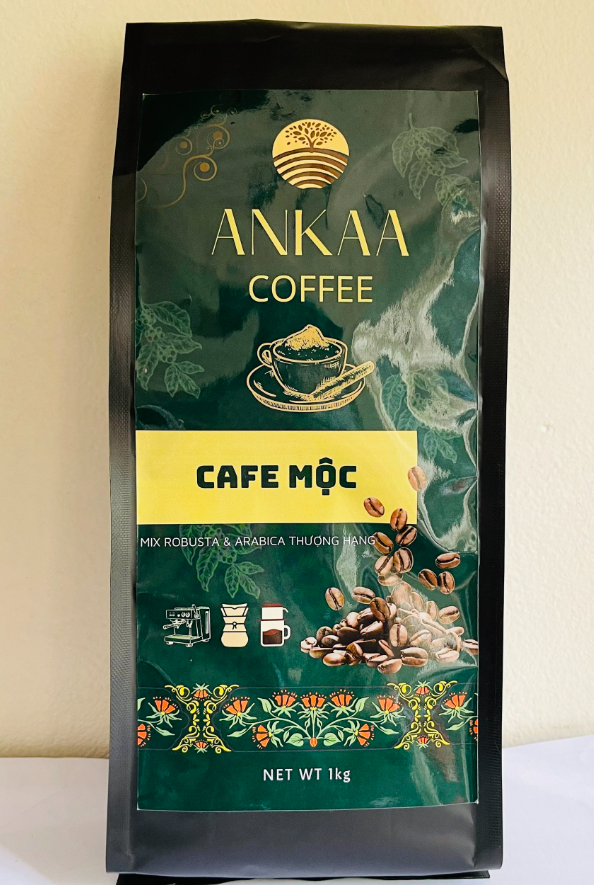 ANKAA
COFFEE
CAFE MỘC
MIX ROBUSTA & ARABICA THƯỢNG HẠNG
NET WT 1kg